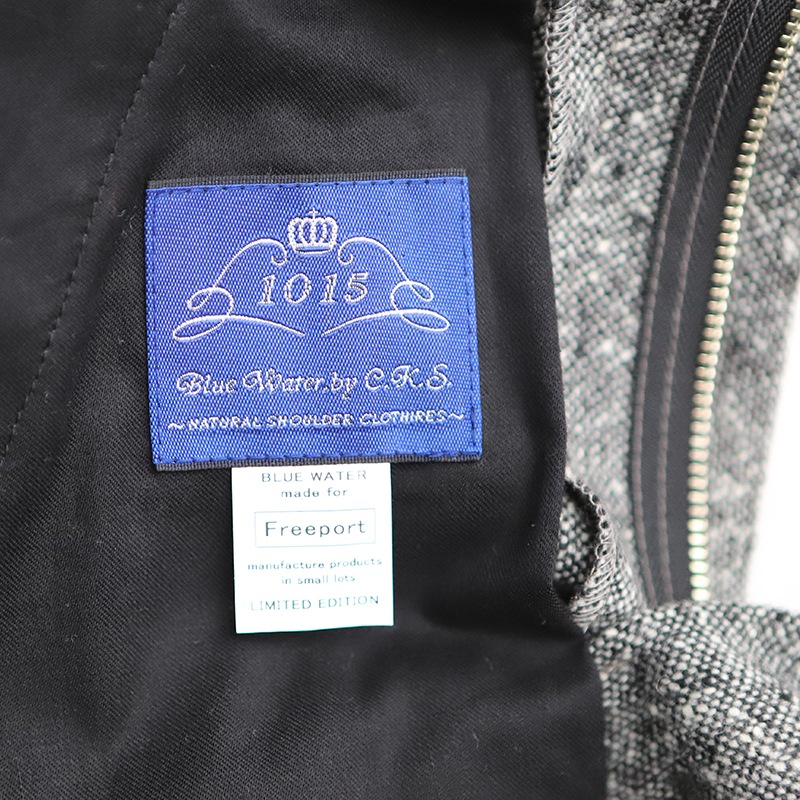 1015
Blue Water by C.K.S.
~NATURAL SHOULDER CLOTHIRES~
BLUE WATER
made for
Freeport
manufacture products
in small lots
LIMITED EDITION